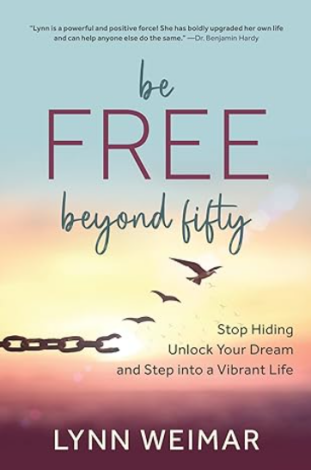 "Lynn is a powerful and positive force! She has boldly upgraded her own life
and can help anyone else do the same." —Dr. Benjamin Hardy
be
FREE
beyond fifty
Stop Hiding
Unlock Your Dream
and Step into a Vibrant Life
LYNN WEIMAR